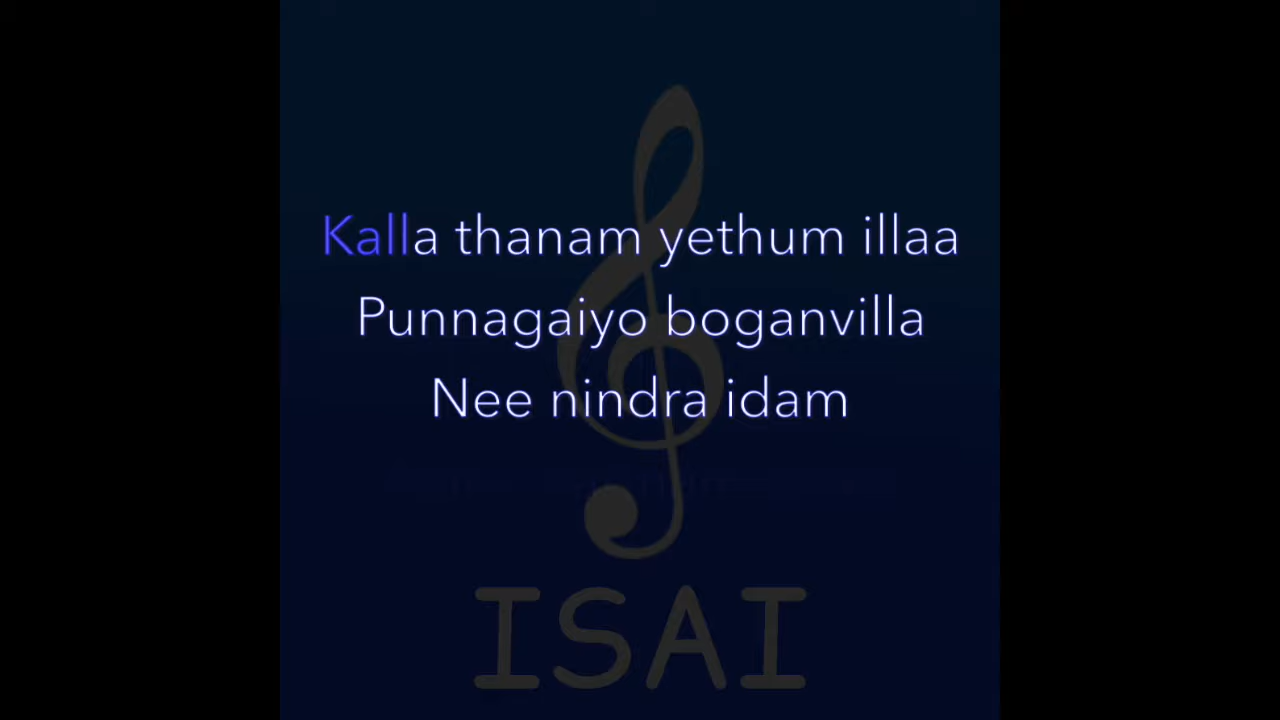 Kalla thanam yethum illaa
Punnagaiyo boganvilla
Nee nindra idam
ISAI